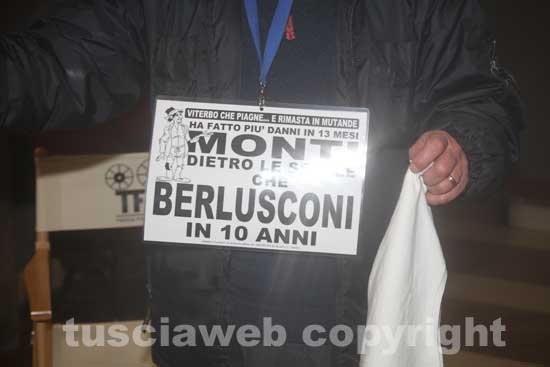 VITERBO CHE PIAGNE... E RIMASTA IN MUTANDE
HA FATTO PIU' DANNI IN 13 MESI
MONTI
DIETRO LE
CHE
BERLUSCONI
IN 10 ANNI
TF
tusciaweb copyright